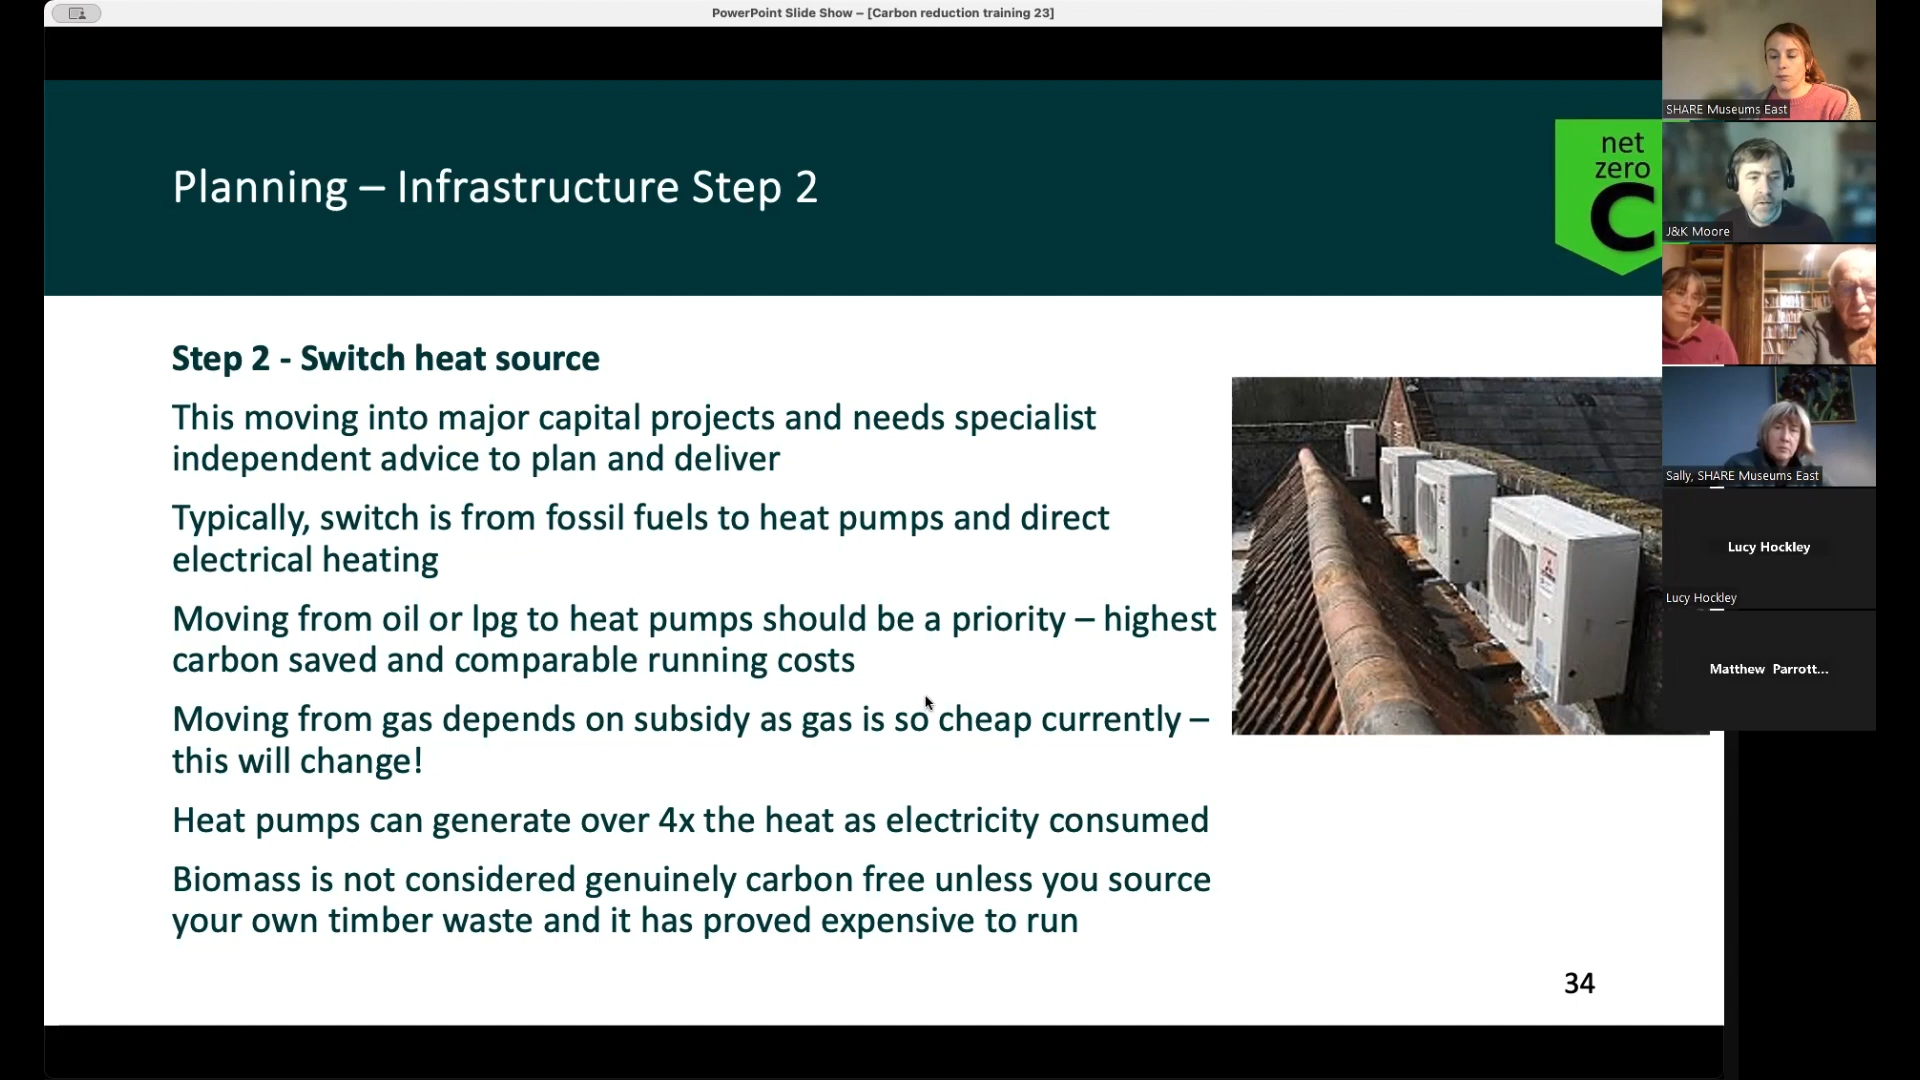 PowerPoint Slide Show – [Carbon reduction training 23]
Planning – Infrastructure Step 2
net
zero
C
Step 2 - Switch heat source
This moving into major capital projects and needs specialist
independent advice to plan and deliver
Typically, switch is from fossil fuels to heat pumps and direct
electrical heating
Moving from oil or lpg to heat pumps should be a priority – highest
carbon saved and comparable running costs
Moving from gas depends on subsidy as gas is so cheap currently –
this will change!
Heat pumps can generate over 4x the heat as electricity consumed
Biomass is not considered genuinely carbon free unless you source
your own timber waste and it has proved expensive to run
34
SHARE Museums East
J&K Moore
Sally, SHARE Museums East
Lucy Hockley
Lucy Hockley
Matthew Parrott...